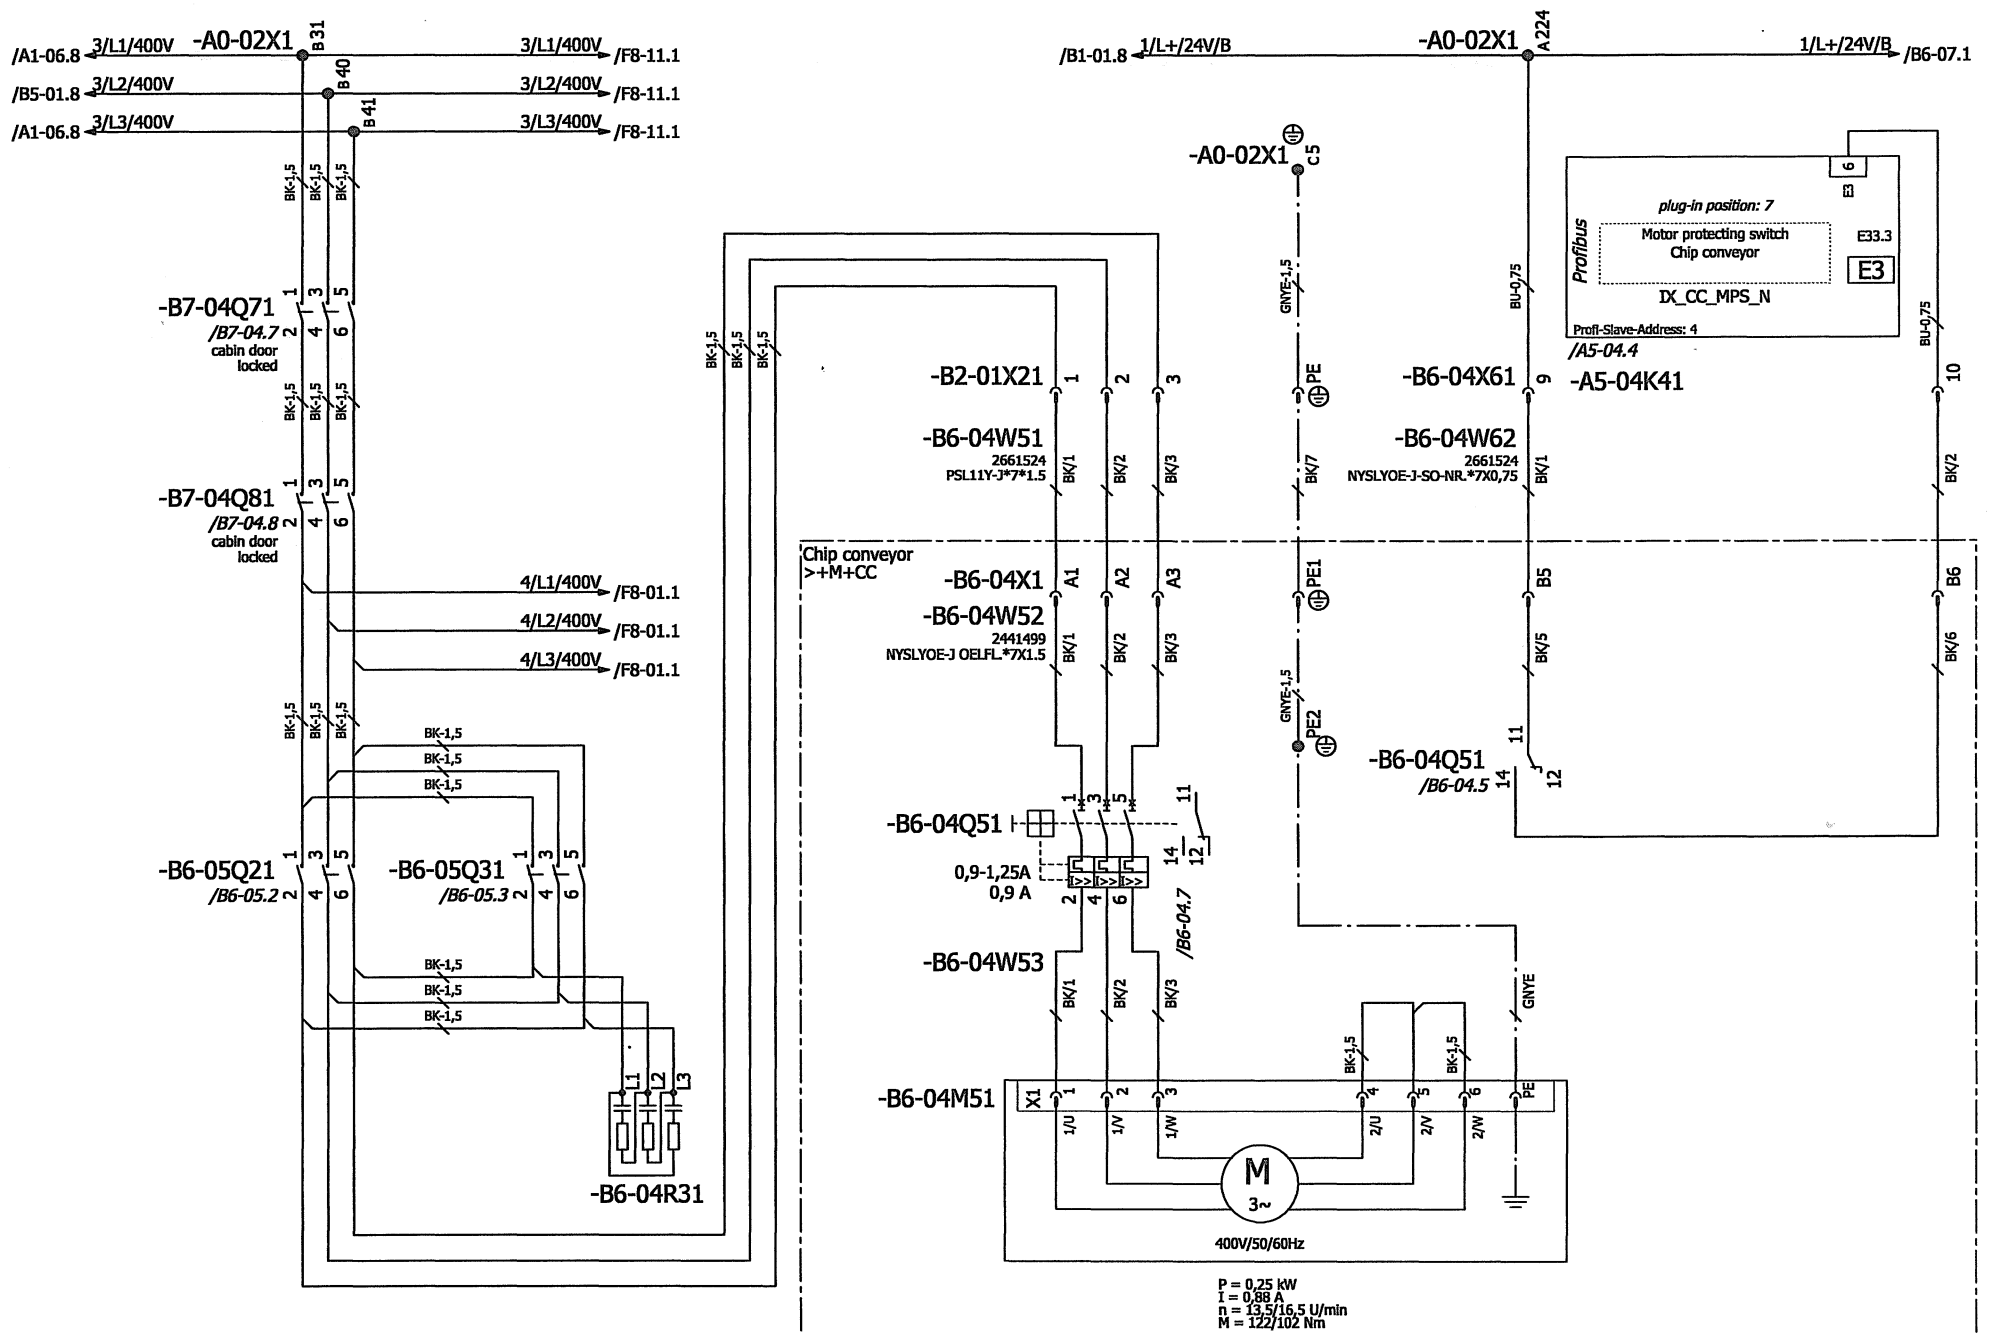 /A1-06.8
3/L1/400V
-A0-02X1
B 31
3/L1/400V
/F8-11.1
/B5-01.8
3/L2/400V
B 40
3/L2/400V
/F8-11.1
/A1-06.8
3/L3/400V
B 41
3/L3/400V
/F8-11.1
BK-1,5
BK-1,5
BK-1,5
-B7-04Q71
/B7-04.7
cabin door
locked
1
3
5
2
4
6
BK-1,5
BK-1,5
BK-1,5
-B7-04Q81
/B7-04.8
cabin door
locked
1
3
5
2
4
6
4/L1/400V
/F8-01.1
4/L2/400V
/F8-01.1
4/L3/400V
/F8-01.1
BK-1,5
BK-1,5
BK-1,5
BK-1,5
BK-1,5
BK-1,5
-B6-05Q21
/B6-05.2
1
3
5
2
4
6
-B6-05Q31
/B6-05.3
1
3
5
2
4
6
BK-1,5
BK-1,5
BK-1,5
L1
L2
L3
-B6-04R31
BK-1,5
BK-1,5
BK-1,5
/B1-01.8
1/L+/24V/B
-A0-02X1
A 224
1/L+/24V/B
/B6-07.1
-A0-02X1
C 5
GNYE-1,5
BU-0,75
6
E3
plug-in position: 7
Profibus
Motor protecting switch
Chip conveyor
E33.3
E3
IX_CC_MPS_N
Profi-Slave-Address: 4
/A5-04.4
-A5-04K41
BU-0,75
-B2-01X21
1
2
3
PE
-B6-04X61
9
10
-B6-04W51
2661524
PSL11Y-J*7*1.5
BK/1
BK/2
BK/3
BK/7
-B6-04W62
2661524
NYSLYOE-J-SO-NR.*7X0,75
BK/1
BK/2
Chip conveyor
>+M+CC
-B6-04X1
A1
A2
A3
PE1
B5
B6
-B6-04W52
2441499
NYSLYOE-J OELFL.*7X1.5
BK/1
BK/2
BK/3
GNYE-1,5
PE2
BK/5
BK/6
-B6-04Q51
/B6-04.5
11
14
12
-B6-04Q51
1
3
5
11
14
12
0,9-1,25A
0,9 A
I>>
I>>
I>>
2
4
6
/B6-04.7
-B6-04W53
BK/1
BK/2
BK/3
BK-1,5
BK-1,5
GNYE
-B6-04M51
X1
1
2
3
4
5
6
PE
1/U
1/V
1/W
2/U
2/V
2/W
M
3~
400V/50/60Hz
P = 0,25 kW
I = 0,88 A
n = 13,5/16,5 U/min
M = 122/102 Nm